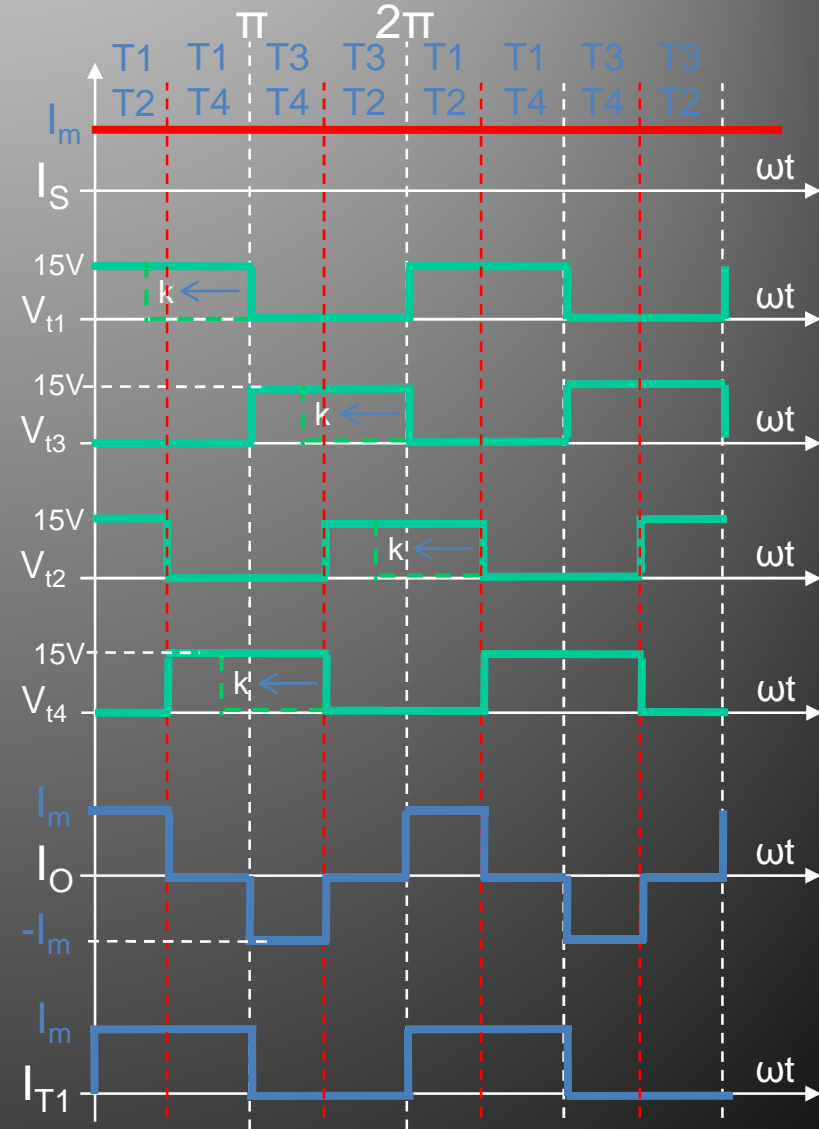 π 2π
T1 T1 T3 T3 T1 T1 T3 T3
T2 T4 T4 T2 T2 T4 T4 T2
Im
IS ωt
15V
k
Vt1 ωt
15V
k
Vt3 ωt
15V
k
Vt2 ωt
15V
k
Vt4 ωt
Im
IO ωt
-Im
Im
IT1 ωt